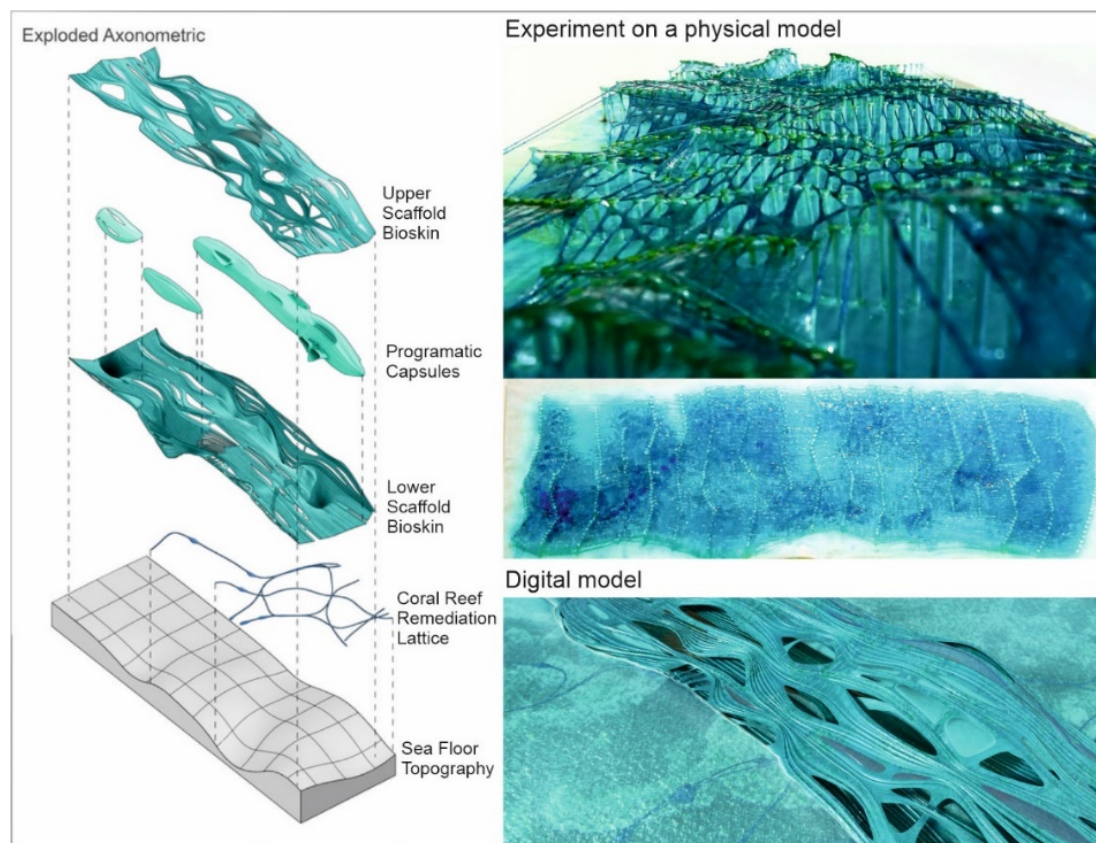 Exploded Axonometric
Upper
Scaffold
Bioskin
Programatic
Capsules
Lower
Scaffold
Bioskin
Coral Reef
Remediation
Lattice
Sea Floor
Topography
Experiment on a physical model
Digital model